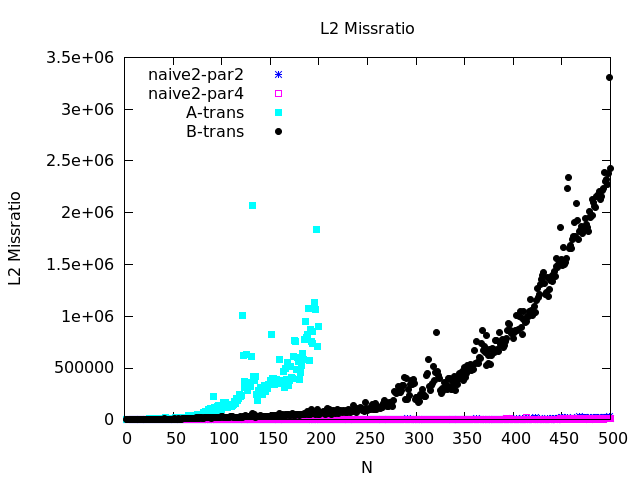 L2 Missratio
3.5e+06
3e+06
2.5e+06
2e+06
1.5e+06
1e+06
500000
0
L2 Missratio
naive2-par2
naive2-par4
A-trans
B-trans
0 50 100 150 200 250 300 350 400 450 500
N